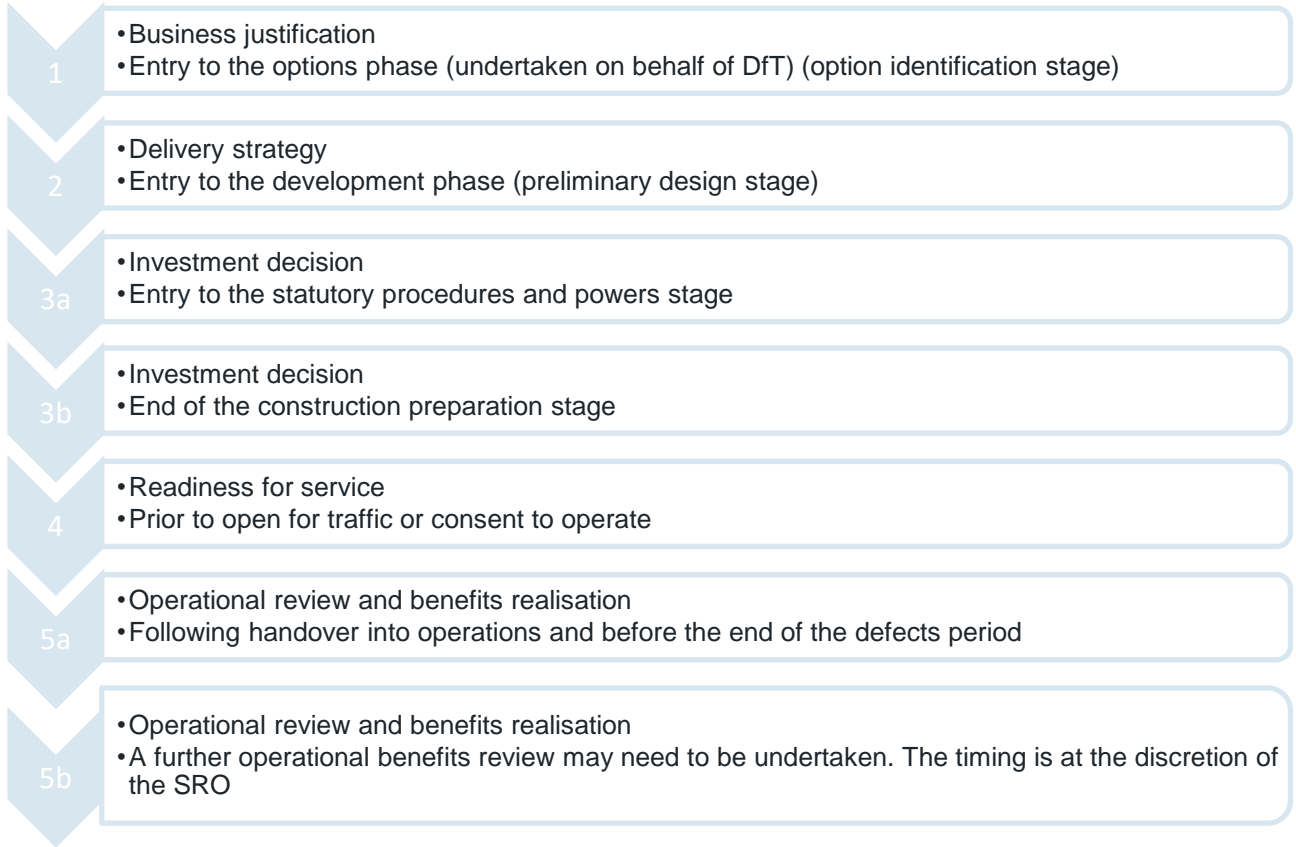 1
•Business justification
•Entry to the options phase (undertaken on behalf of DfT) (option identification stage)
2
•Delivery strategy
•Entry to the development phase (preliminary design stage)
3a
•Investment decision
•Entry to the statutory procedures and powers stage
3b
•Investment decision
•End of the construction preparation stage
4
•Readiness for service
•Prior to open for traffic or consent to operate
5a
•Operational review and benefits realisation
•Following handover into operations and before the end of the defects period
5b
•Operational review and benefits realisation
•A further operational benefits review may need to be undertaken. The timing is at the discretion of
the SRO